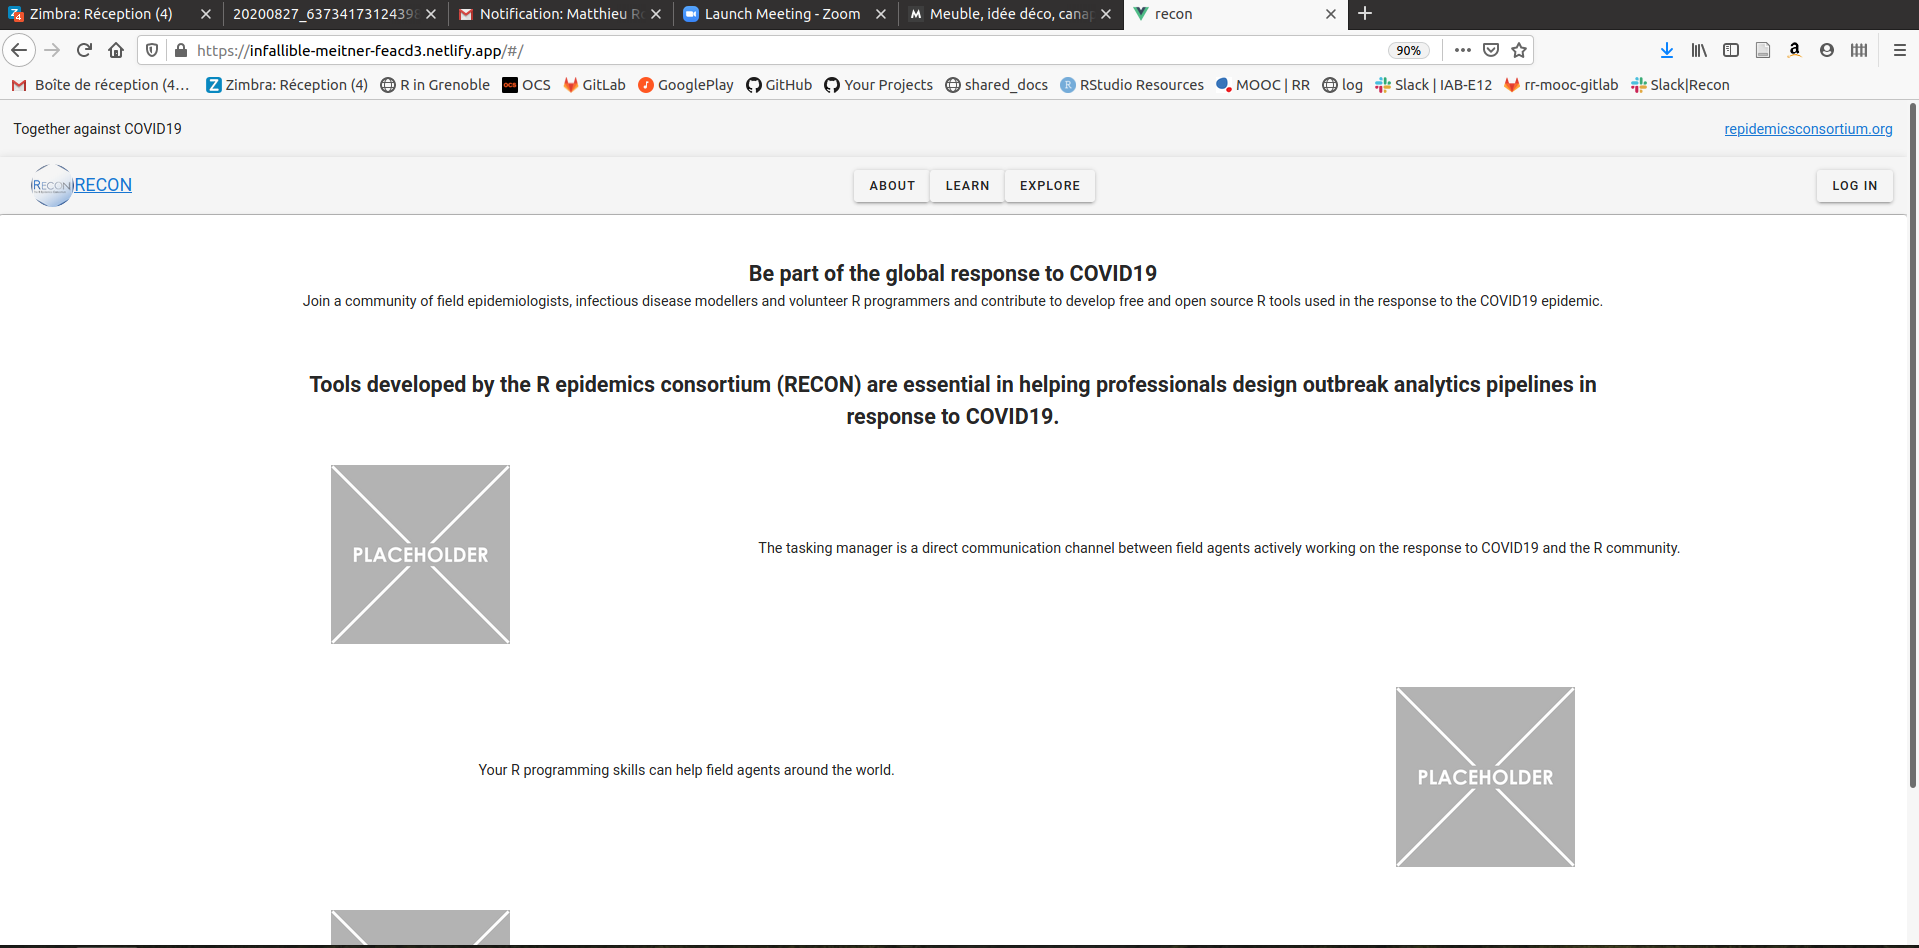 Zimbra: Réception (4)
20200827_6373417312439
Notification: Matthieu R
Launch Meeting - Zoom
Meuble, idée déco, canap
recon
https://infallible-meitner-feacd3.netlify.app/#/
90%
Boîte de réception (4…
Zimbra: Réception (4)
R in Grenoble
OCS
GitLab
GooglePlay
GitHub
Your Projects
shared_docs
RStudio Resources
MOOC | RR
log
Slack | IAB-E12
rr-mooc-gitlab
Slack|Recon
Together against COVID19
repidemicsconsortium.org
RECON
RECON
ABOUT
LEARN
EXPLORE
LOG IN
Be part of the global response to COVID19
Join a community of field epidemiologists, infectious disease modellers and volunteer R programmers and contribute to develop free and open source R tools used in the response to the COVID19 epidemic.
Tools developed by the R epidemics consortium (RECON) are essential in helping professionals design outbreak analytics pipelines in
response to COVID19.
PLACEHOLDER
The tasking manager is a direct communication channel between field agents actively working on the response to COVID19 and the R community.
Your R programming skills can help field agents around the world.
PLACEHOLDER